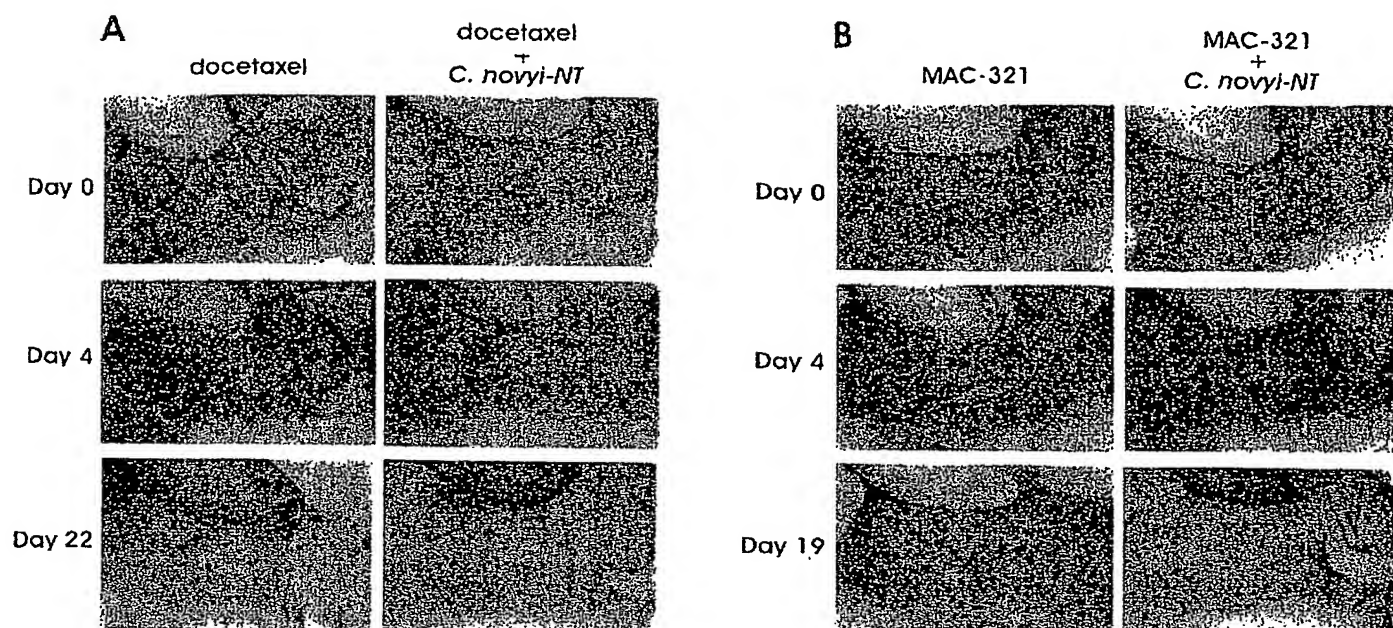 A
docetaxel
docetaxel
+
C. novyi-NT
Day 0
Day 4
Day 22
B
MAC-321
MAC-321
+
C. novyi-NT
Day 0
Day 4
Day 19